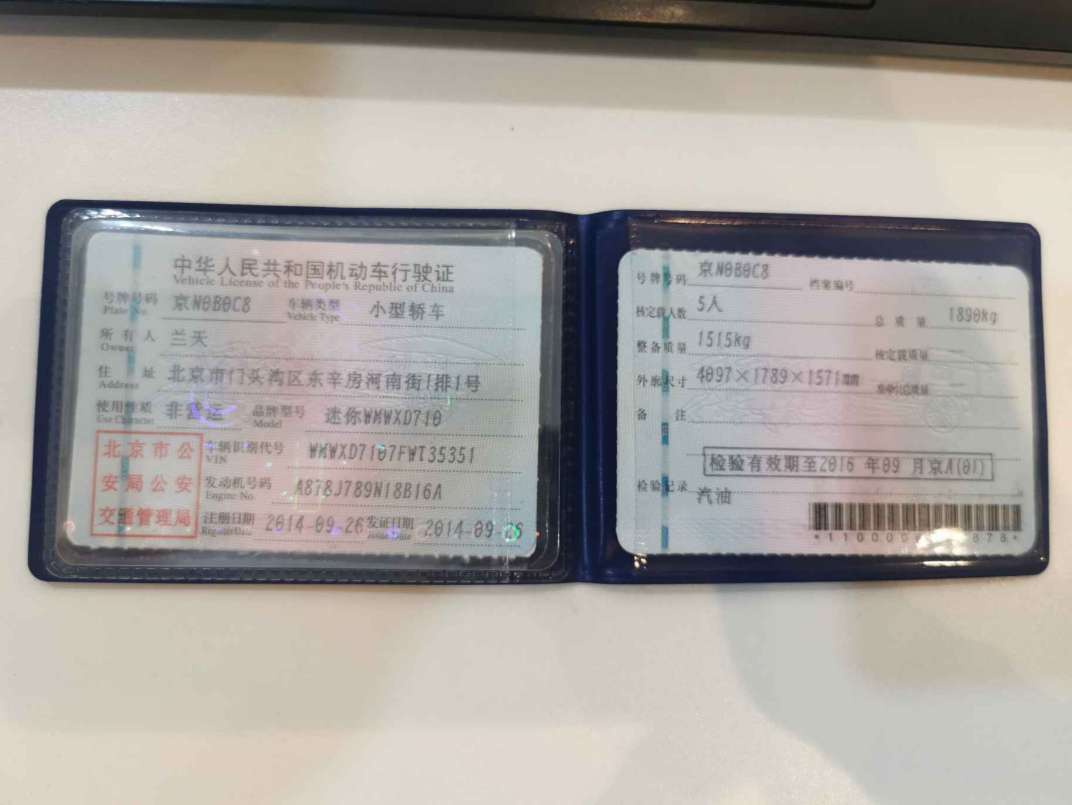 中华人民共和国机动车行驶证
Vehicle License of the People's Republic of China
号牌号码 京N0B0C8 车辆类型 小型轿车
Plate No. Vehicle Type
所有人 兰天
Owner
住址 北京市门头沟区东辛房河南街1排1号
Address
使用性质 非营运 品牌型号 迷你WMWXD710
Use Character Model
北京市公
安局公安
交通管理局
车辆识别代号 WMWXD7107FWT35351
VIN
发动机号码 A878J789N18B16A
Engine No.
注册日期 2014-09-26 发证日期 2014-09-26
Register Date Issue Date
号牌号码 京N0B0C8 档案编号
核定载人数 5人 总质量 1890kg
整备质量 1515kg 核定载质量
外廓尺寸 4097×1789×1571
备注
检验有效期至2016 年09 月京A(01)
检验记录 汽油